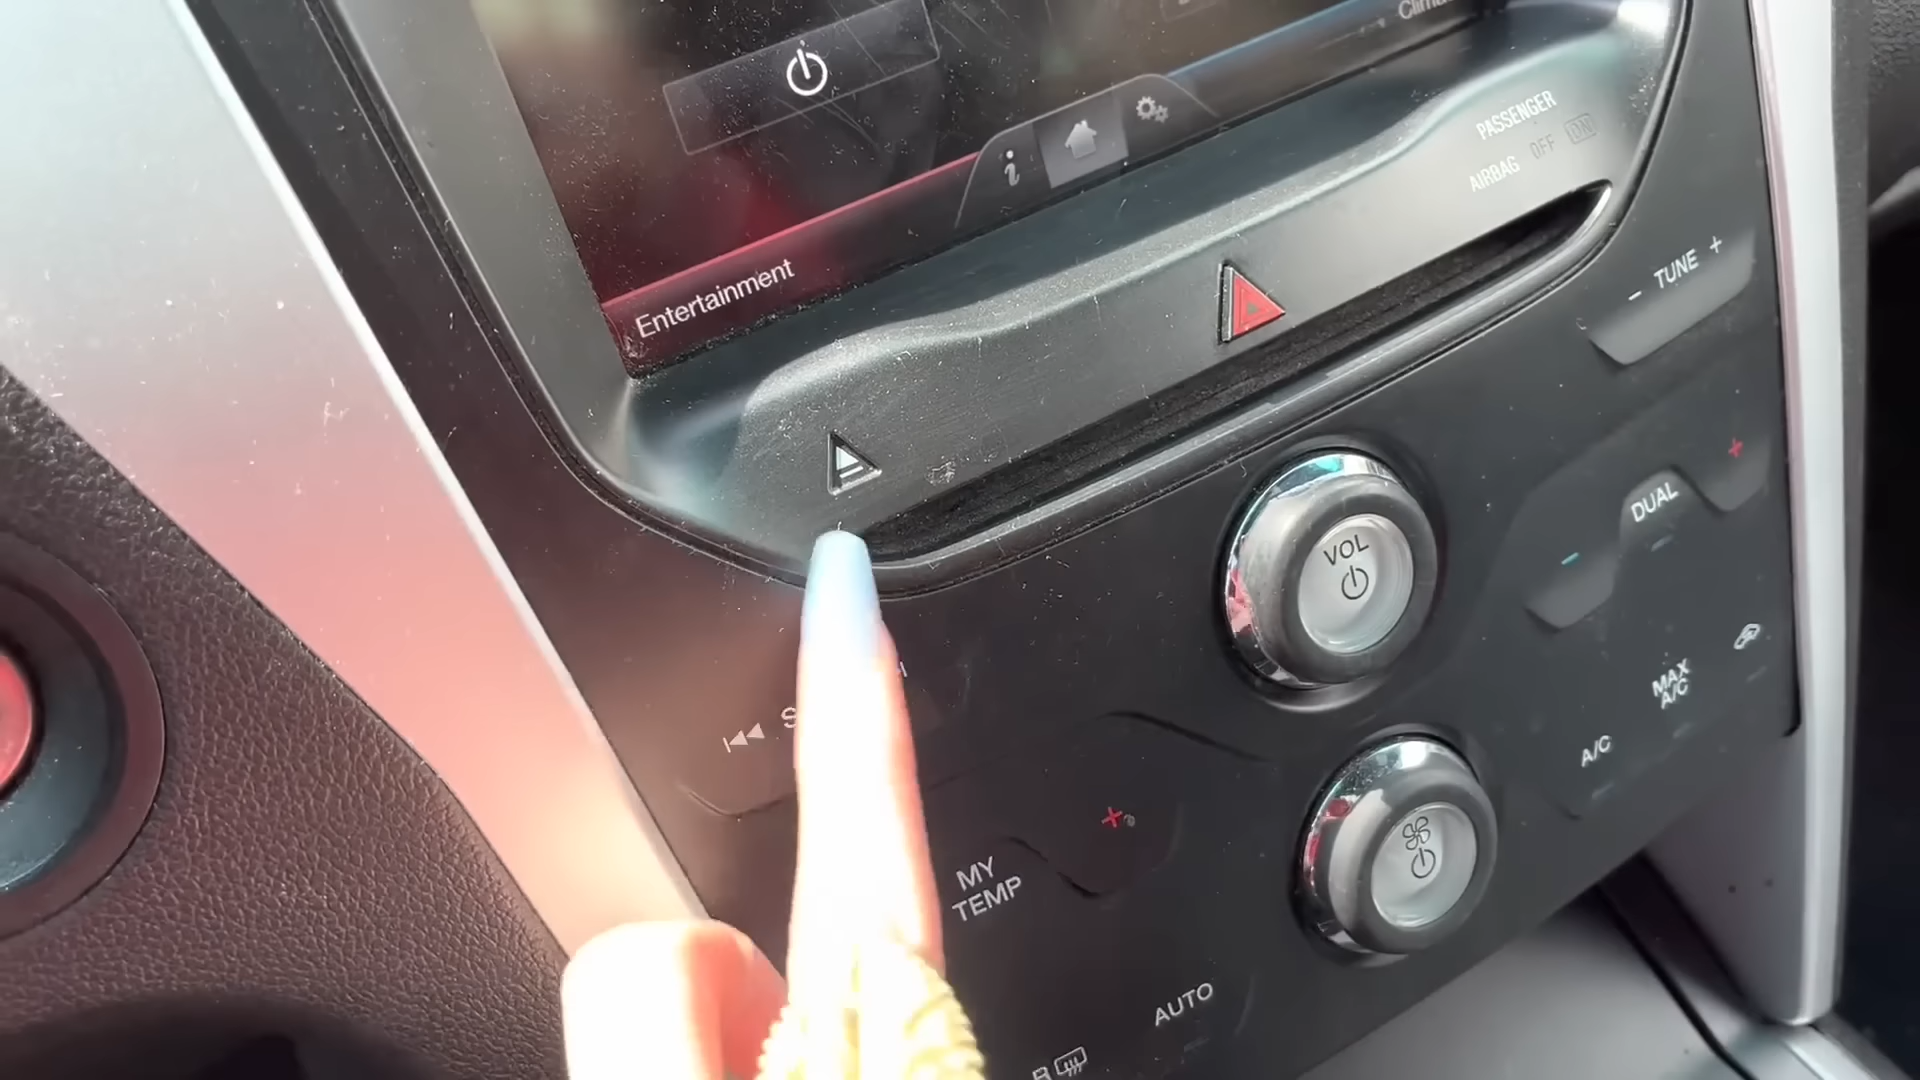 Entertainment
PASSENGER
AIRBAG OFF ON
- TUNE +
VOL
DUAL
MAX
A/C
A/C
MY
TEMP
AUTO
R